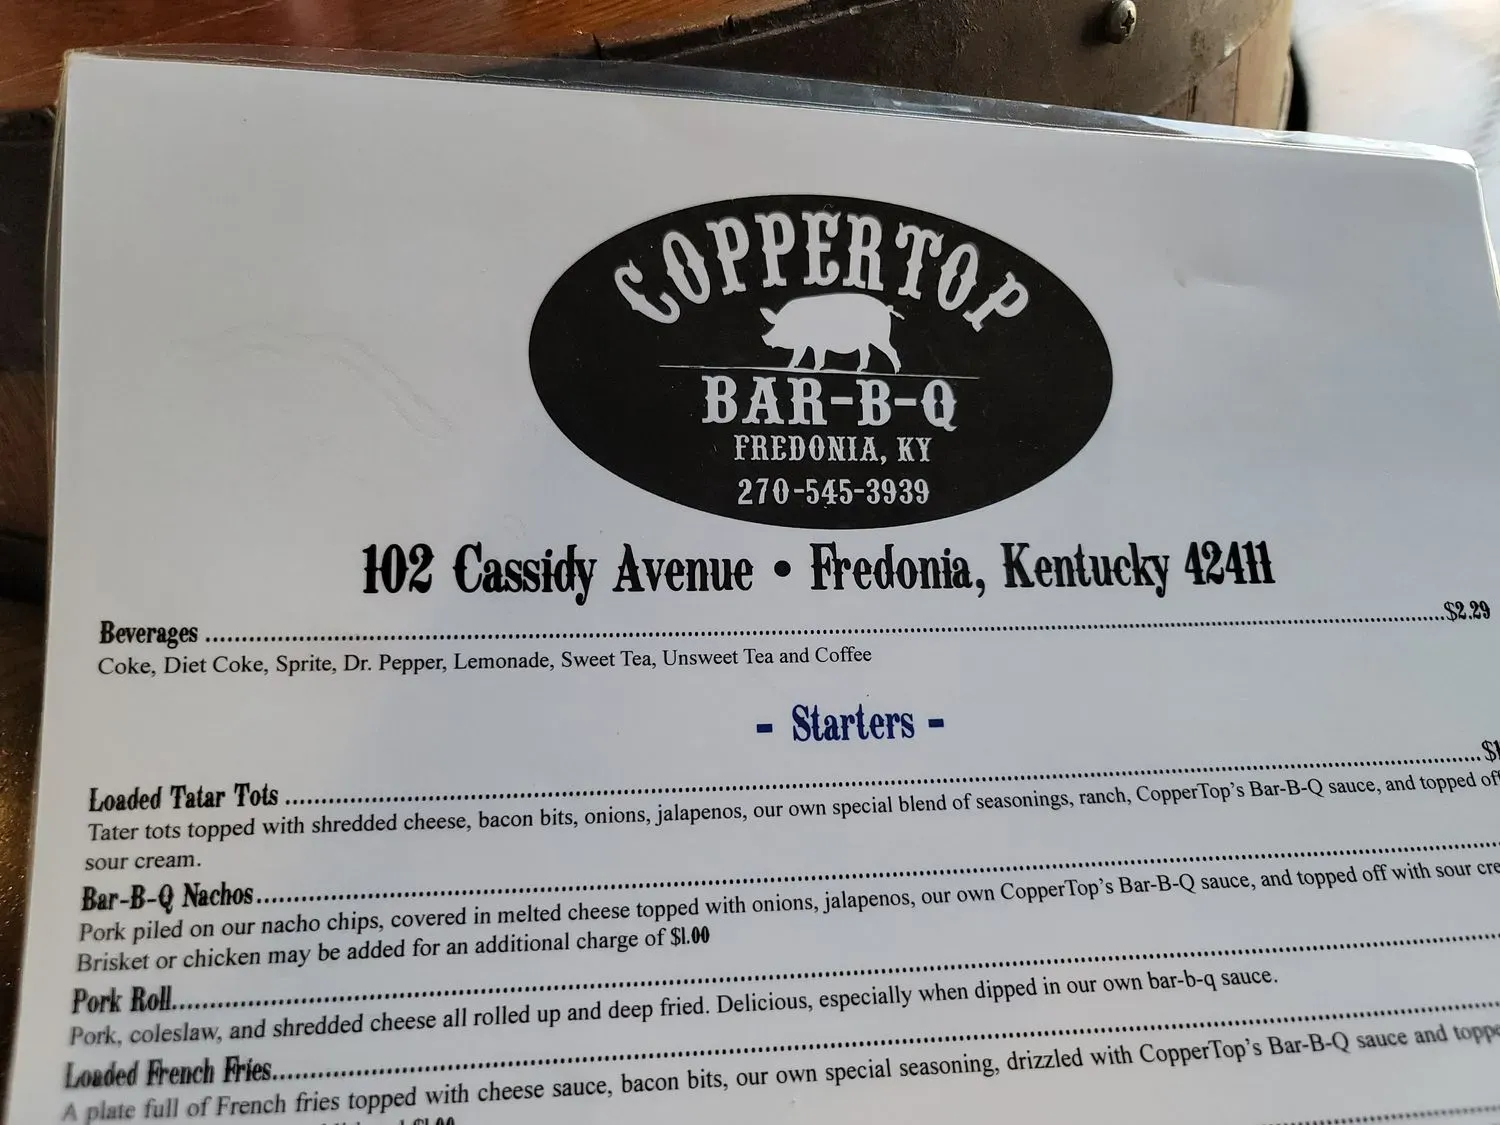 COPPERTOP
BAR-B-Q
FREDONIA, KY
270-545-3939
102 Cassidy Avenue • Fredonia, Kentucky 42411
Beverages ........ $2.29
Coke, Diet Coke, Sprite, Dr. Pepper, Lemonade, Sweet Tea, Unsweet Tea and Coffee
- Starters -
Loaded Tatar Tots ........
Tater tots topped with shredded cheese, bacon bits, onions, jalapenos, our own special blend of seasonings, ranch, CopperTop's Bar-B-Q sauce, and topped off
sour cream.
Bar-B-Q Nachos ........
Pork piled on our nacho chips, covered in melted cheese topped with onions, jalapenos, our own CopperTop's Bar-B-Q sauce, and topped off with sour
Brisket or chicken may be added for an additional charge of $1.00
Pork Roll ........
Pork, coleslaw, and shredded cheese all rolled up and deep fried. Delicious, especially when dipped in our own bar-b-q sauce.
Loaded French Fries ........
A plate full of French fries topped with cheese sauce, bacon bits, our own special seasoning, drizzled with CopperTop's Bar-B-Q sauce and
$1.00